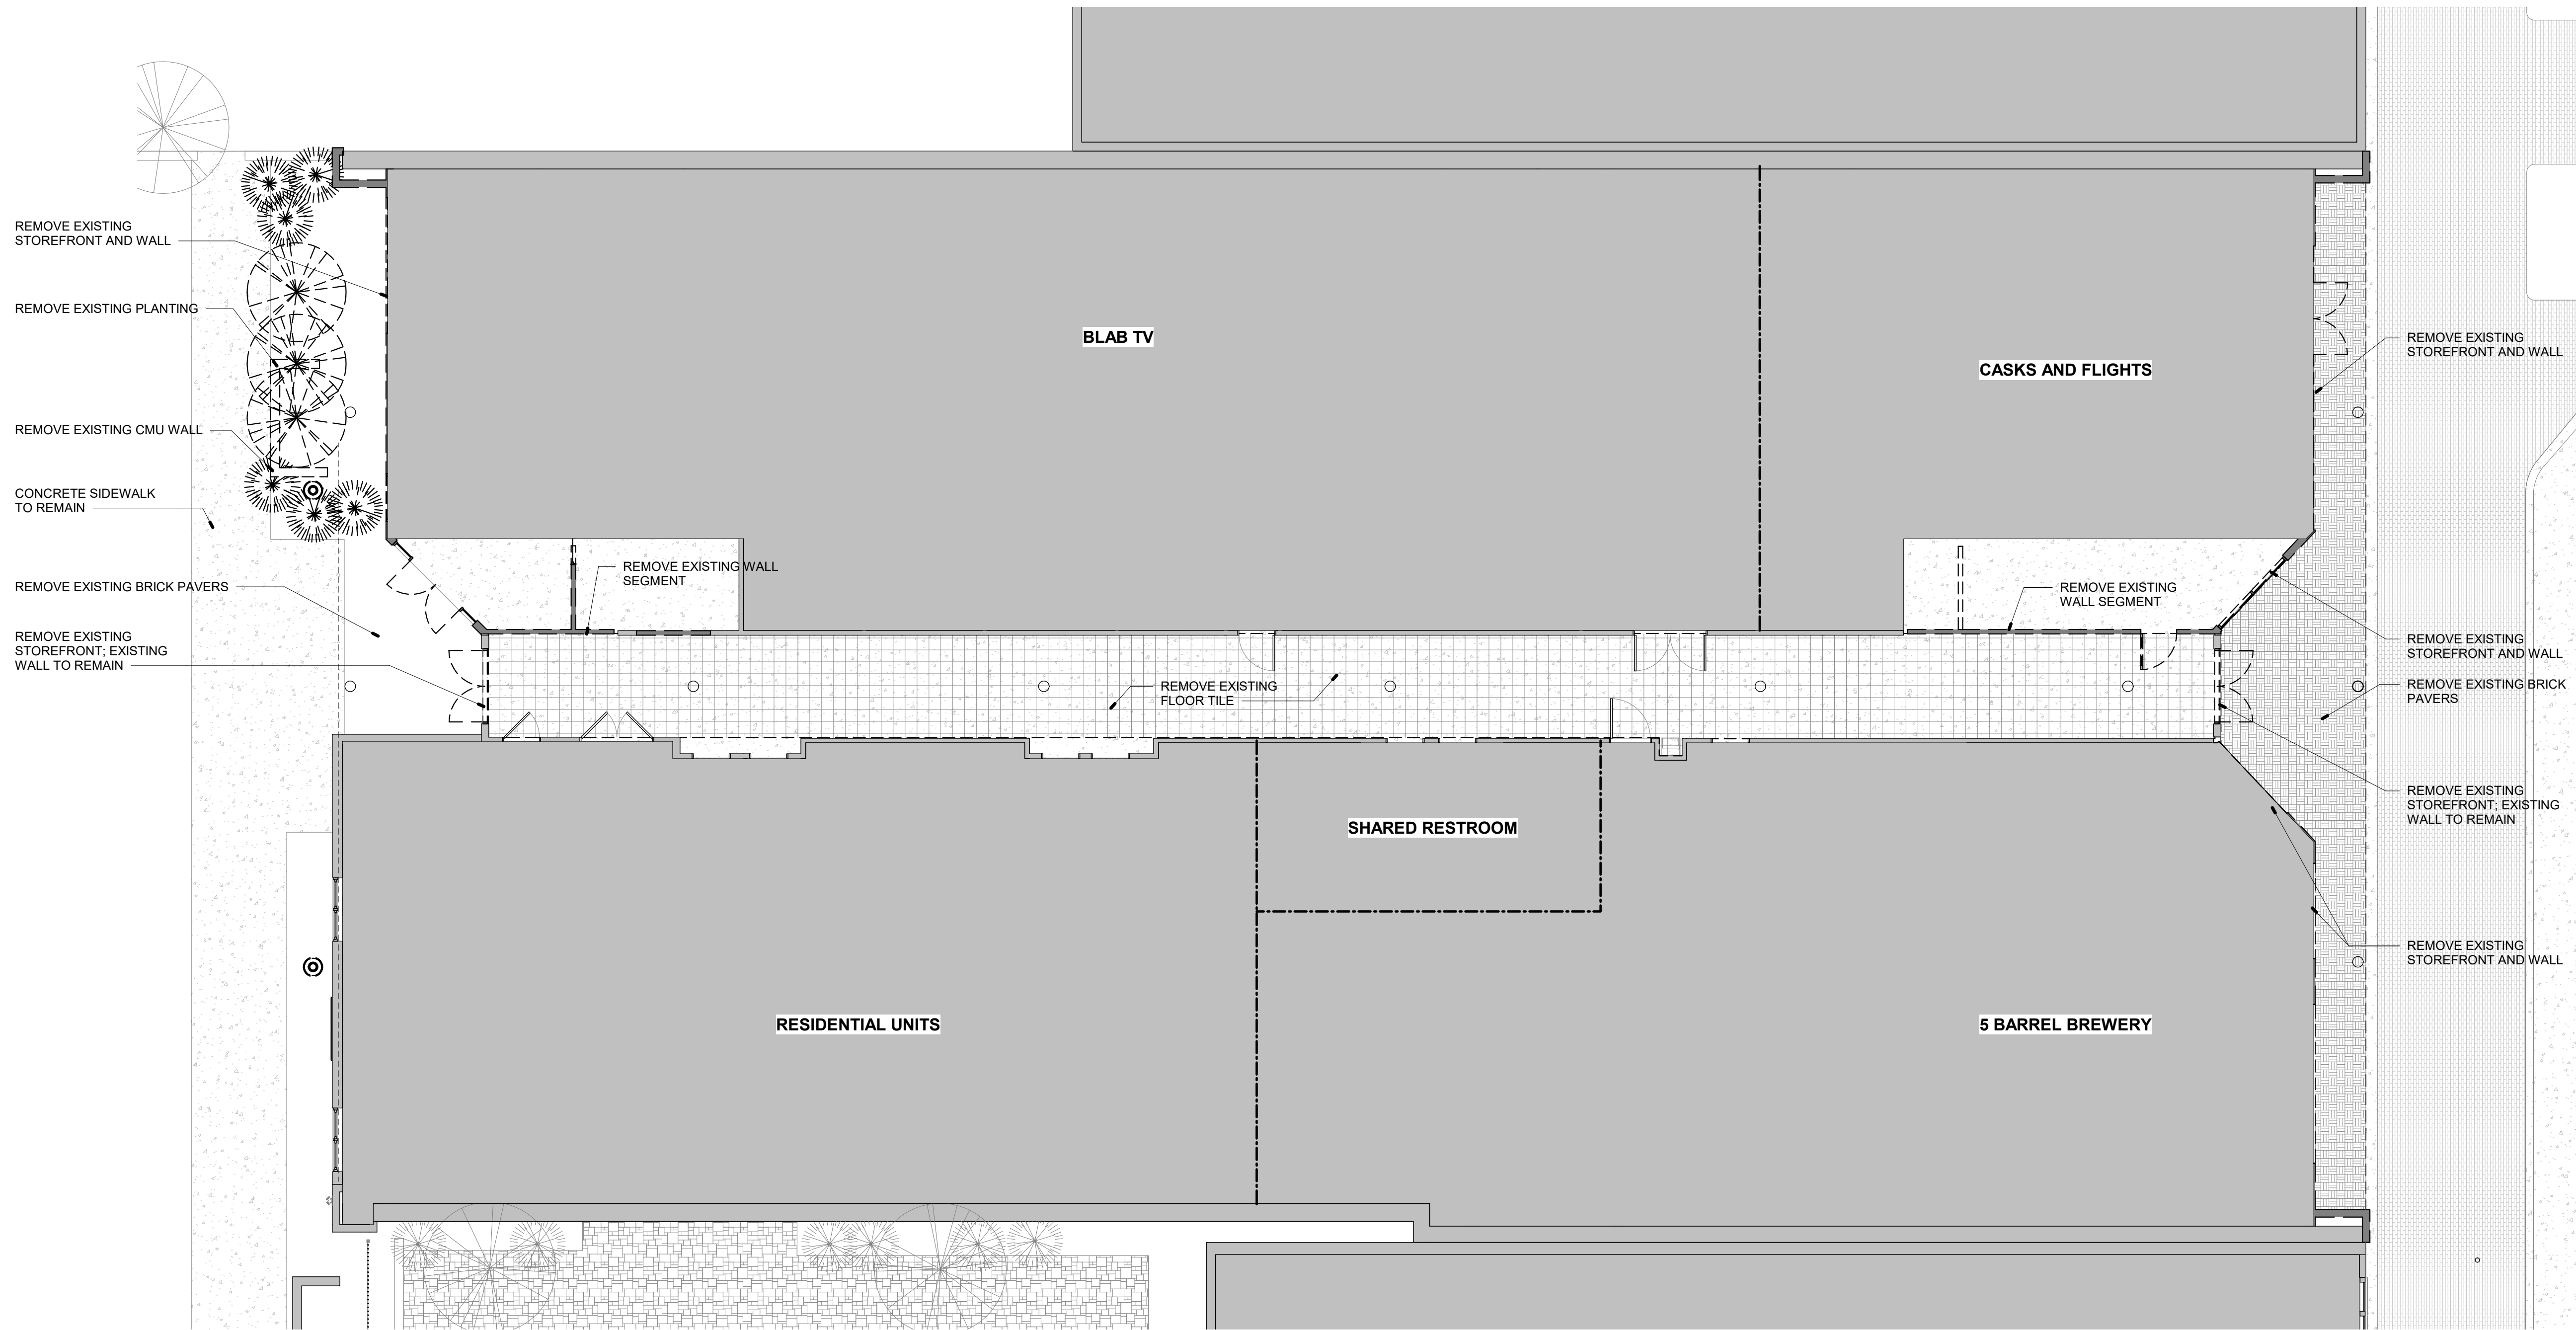 REMOVE EXISTING
STOREFRONT AND WALL
REMOVE EXISTING PLANTING
REMOVE EXISTING CMU WALL
CONCRETE SIDEWALK
TO REMAIN
REMOVE EXISTING BRICK PAVERS
REMOVE EXISTING
STOREFRONT; EXISTING
WALL TO REMAIN
BLAB TV
CASKS AND FLIGHTS
REMOVE EXISTING WALL
SEGMENT
REMOVE EXISTING
WALL SEGMENT
REMOVE EXISTING
FLOOR TILE
SHARED RESTROOM
RESIDENTIAL UNITS
5 BARREL BREWERY
REMOVE EXISTING
STOREFRONT AND WALL
REMOVE EXISTING
STOREFRONT AND WALL
REMOVE EXISTING BRICK
PAVERS
REMOVE EXISTING
STOREFRONT; EXISTING
WALL TO REMAIN
REMOVE EXISTING
STOREFRONT AND WALL